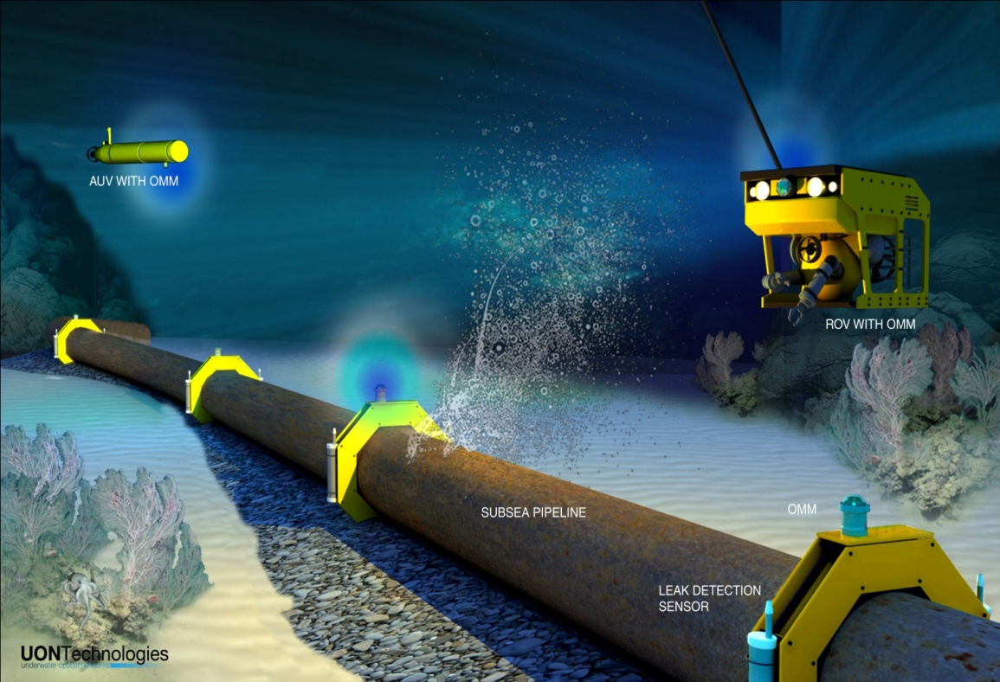 AUV WITH OMM
ROV WITH OMM
OMM
SUBSEA PIPELINE
LEAK DETECTION
SENSOR
UONTechnologies
underwater optical networks